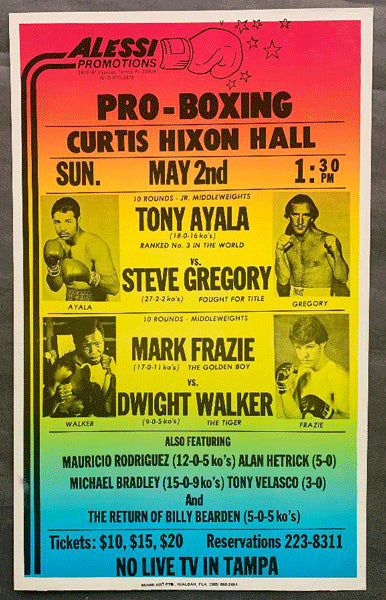 ALESSI
PROMOTIONS
PRO-BOXING
CURTIS HIXON HALL
SUN. MAY 2nd 1:30 PM
10 ROUNDS - JR. MIDDLEWEIGHTS
TONY AYALA
(18-0-16 ko's)
RANKED No. 3 IN THE WORLD
vs.
STEVE GREGORY
(27-2-2 ko's) FOUGHT FOR TITLE
AYALA
GREGORY
10 ROUNDS - MIDDLEWEIGHTS
MARK FRAZIE
(17-0-11 ko's) THE GOLDEN BOY
vs.
DWIGHT WALKER
(9-0-5 ko's) THE TIGER
WALKER
FRAZIE
ALSO FEATURING
MAURICIO RODRIGUEZ (12-0-5 ko's) ALAN HETRICK (5-0)
MICHAEL BRADLEY (15-0-9 ko's) TONY VELASCO (3-0)
And
THE RETURN OF BILLY BEARDEN (5-0-5 ko's)
Tickets: $10, $15, $20 Reservations 223-8311
NO LIVE TV IN TAMPA